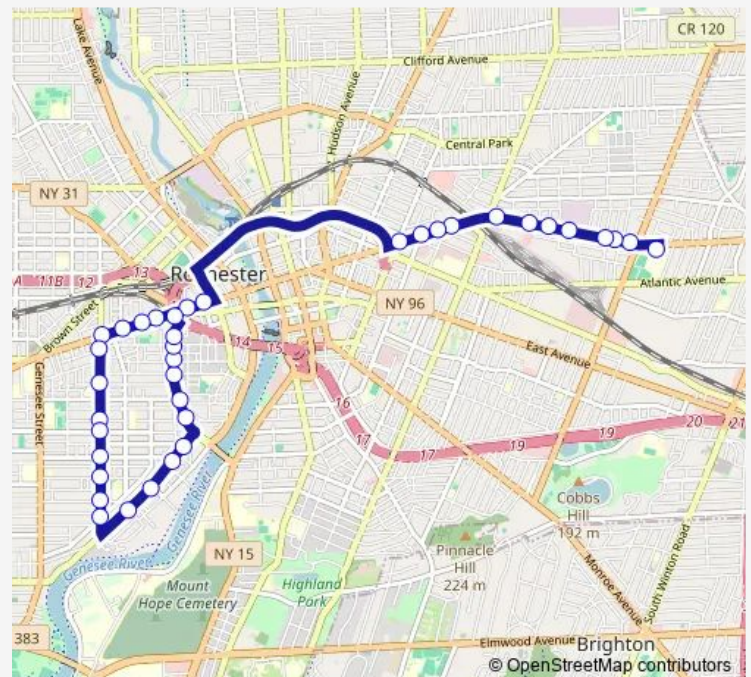 CR 120
Lake Avenue
Clifford Avenue
Hudson Avenue
Central Park
NY 31
A 11B 12 13
Rochester
Atlantic Avenue
Brown Street
NY 96
14 15
East Avenue
Genesee Street
16
17
17
19
19
20
21
Cobbs
Hill
192 m
Genesee River
Genesee River
NY 15
Pinnacle
Hill
224 m
Mount
Hope Cemetery
Highland
Park
Monroe Avenue
South Winton Road
383
Elmwood Avenue
Brighton
© OpenStreetMap contributors